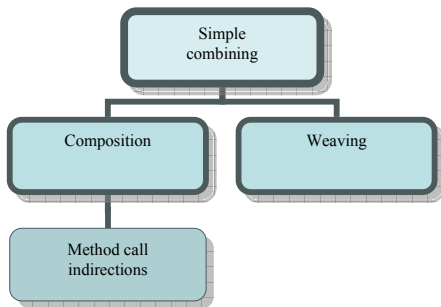 Simple
combining
Composition
Weaving
Method call
indirections